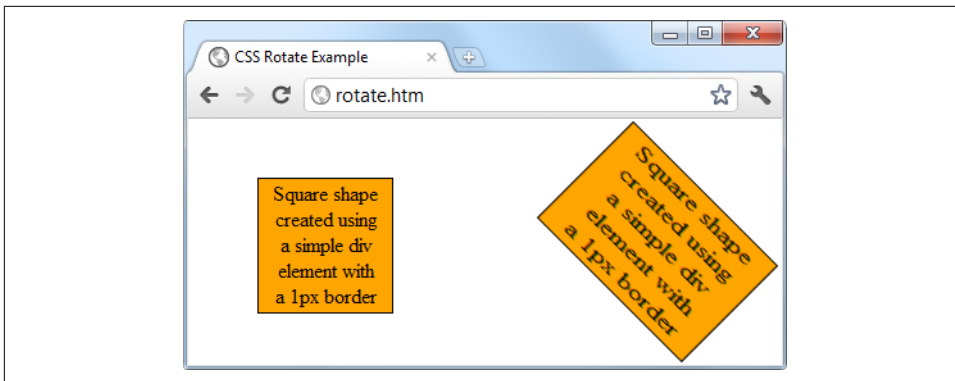 CSS Rotate Example
rotate.htm
Square shape
created using
a simple div
element with
a 1px border
Square shape
created using
a simple div
element with
a 1px border